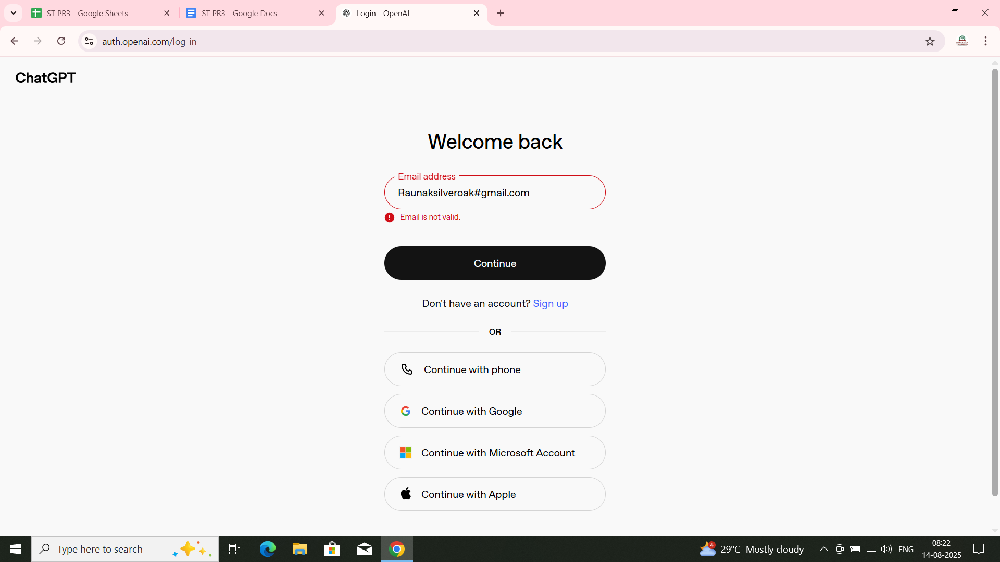 ST PR3 - Google Sheets
ST PR3 - Google Docs
Login - OpenAI
auth.openai.com/log-in
ChatGPT
Welcome back
Email address
Raunaksilveroak#gmail.com
Email is not valid.
Continue
Don't have an account? Sign up
OR
Continue with phone
Continue with Google
Continue with Microsoft Account
Continue with Apple
Type here to search
4
29°C Mostly cloudy
ENG
08:22
14-08-2025